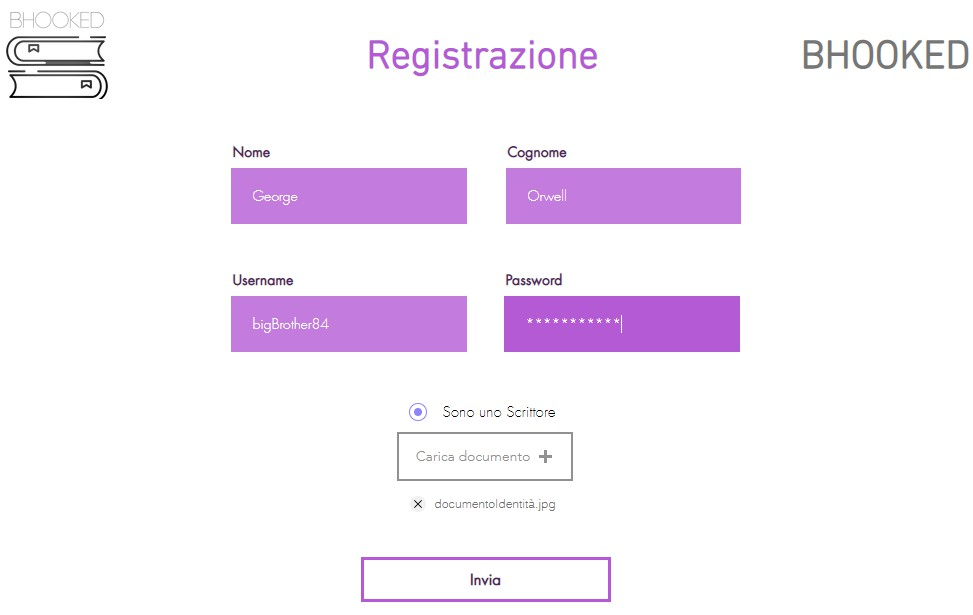 BHOOKED
Registrazione
BHOOKED
Nome
Cognome
George
Orwell
Username
Password
bigBrother84
***********
Sono uno Scrittore
Carica documento +
× documentoIdentità.jpg
Invia